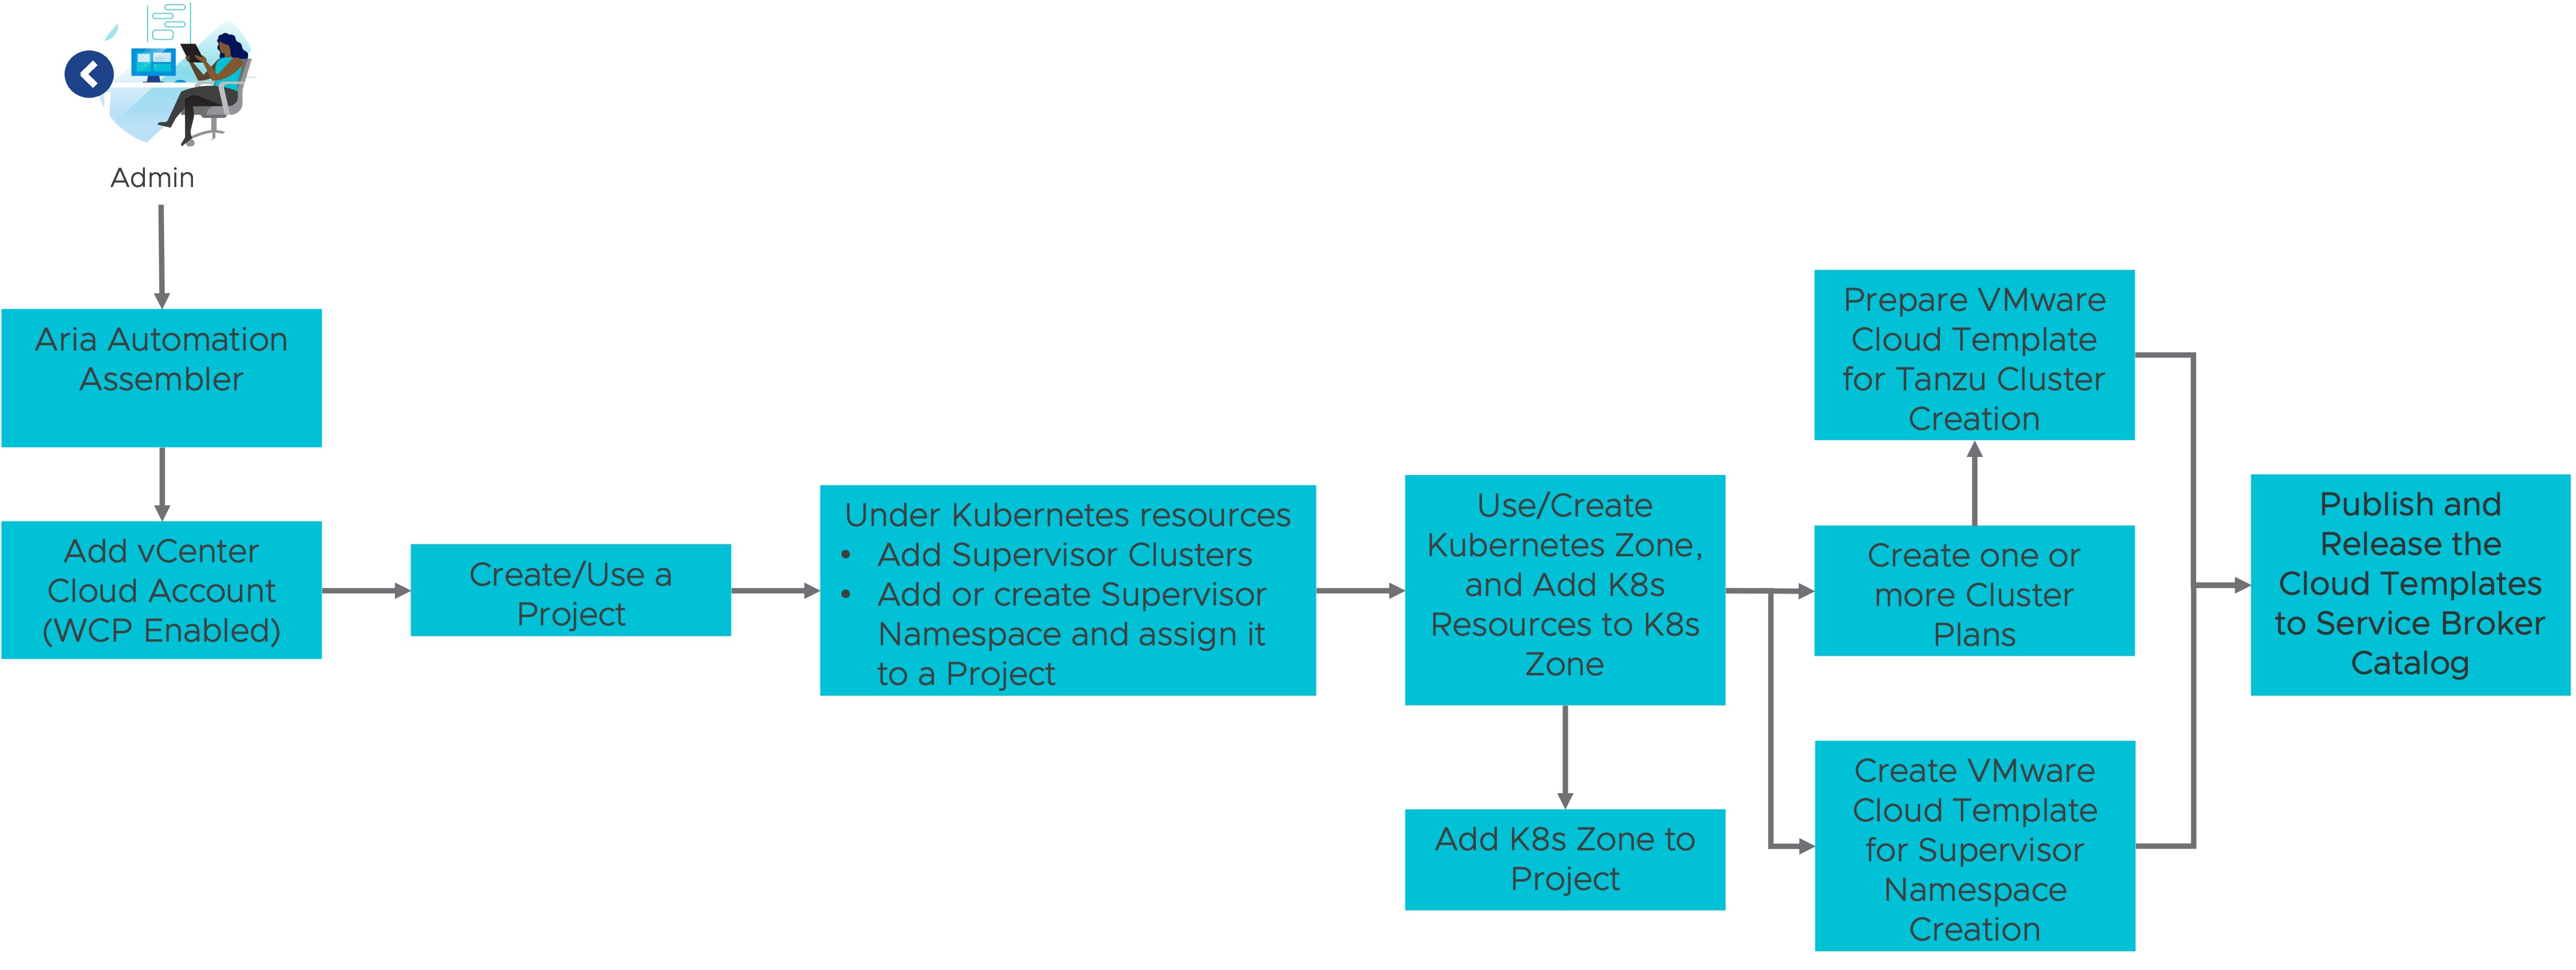 Admin
Aria Automation
Assembler
Add vCenter
Cloud Account
(WCP Enabled)
Create/Use a
Project
Under Kubernetes resources
• Add Supervisor Clusters
• Add or create Supervisor
Namespace and assign it
to a Project
Use/Create
Kubernetes Zone,
and Add K8s
Resources to K8s
Zone
Add K8s Zone to
Project
Prepare VMware
Cloud Template
for Tanzu Cluster
Creation
Create one or
more Cluster
Plans
Create VMware
Cloud Template
for Supervisor
Namespace
Creation
Publish and
Release the
Cloud Templates
to Service Broker
Catalog